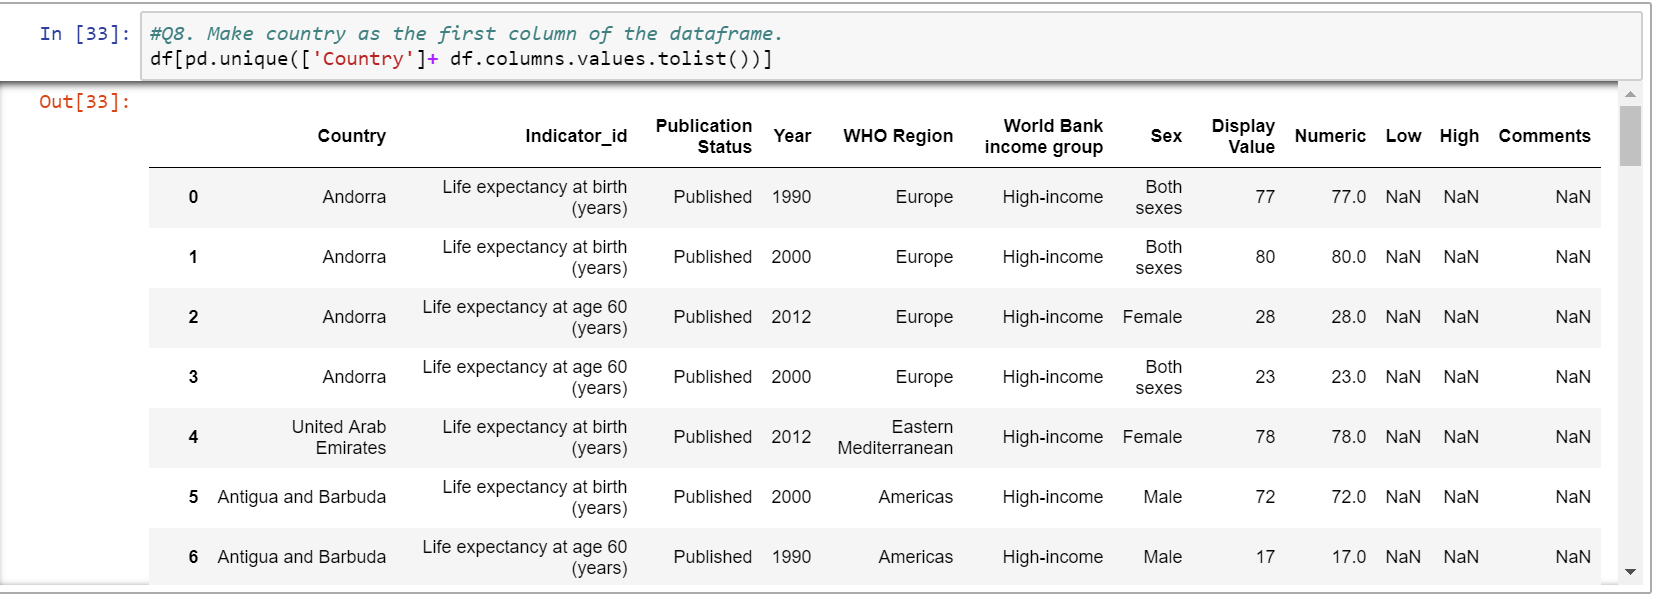 In [33]: #Q8. Make country as the first column of the dataframe.
df[pd.unique(['Country']+ df.columns.values.tolist())]
Out[33]:
Country Indicator_id Publication Status Year WHO Region World Bank income group Sex Display Value Numeric Low High Comments
0 Andorra Life expectancy at birth (years) Published 1990 Europe High-income Both sexes 77 77.0 NaN NaN NaN
1 Andorra Life expectancy at birth (years) Published 2000 Europe High-income Both sexes 80 80.0 NaN NaN NaN
2 Andorra Life expectancy at age 60 (years) Published 2012 Europe High-income Female 28 28.0 NaN NaN NaN
3 Andorra Life expectancy at age 60 (years) Published 2000 Europe High-income Both sexes 23 23.0 NaN NaN NaN
4 United Arab Emirates Life expectancy at birth (years) Published 2012 Eastern Mediterranean High-income Female 78 78.0 NaN NaN NaN
5 Antigua and Barbuda Life expectancy at birth (years) Published 2000 Americas High-income Male 72 72.0 NaN NaN NaN
6 Antigua and Barbuda Life expectancy at age 60 (years) Published 1990 Americas High-income Male 17 17.0 NaN NaN NaN